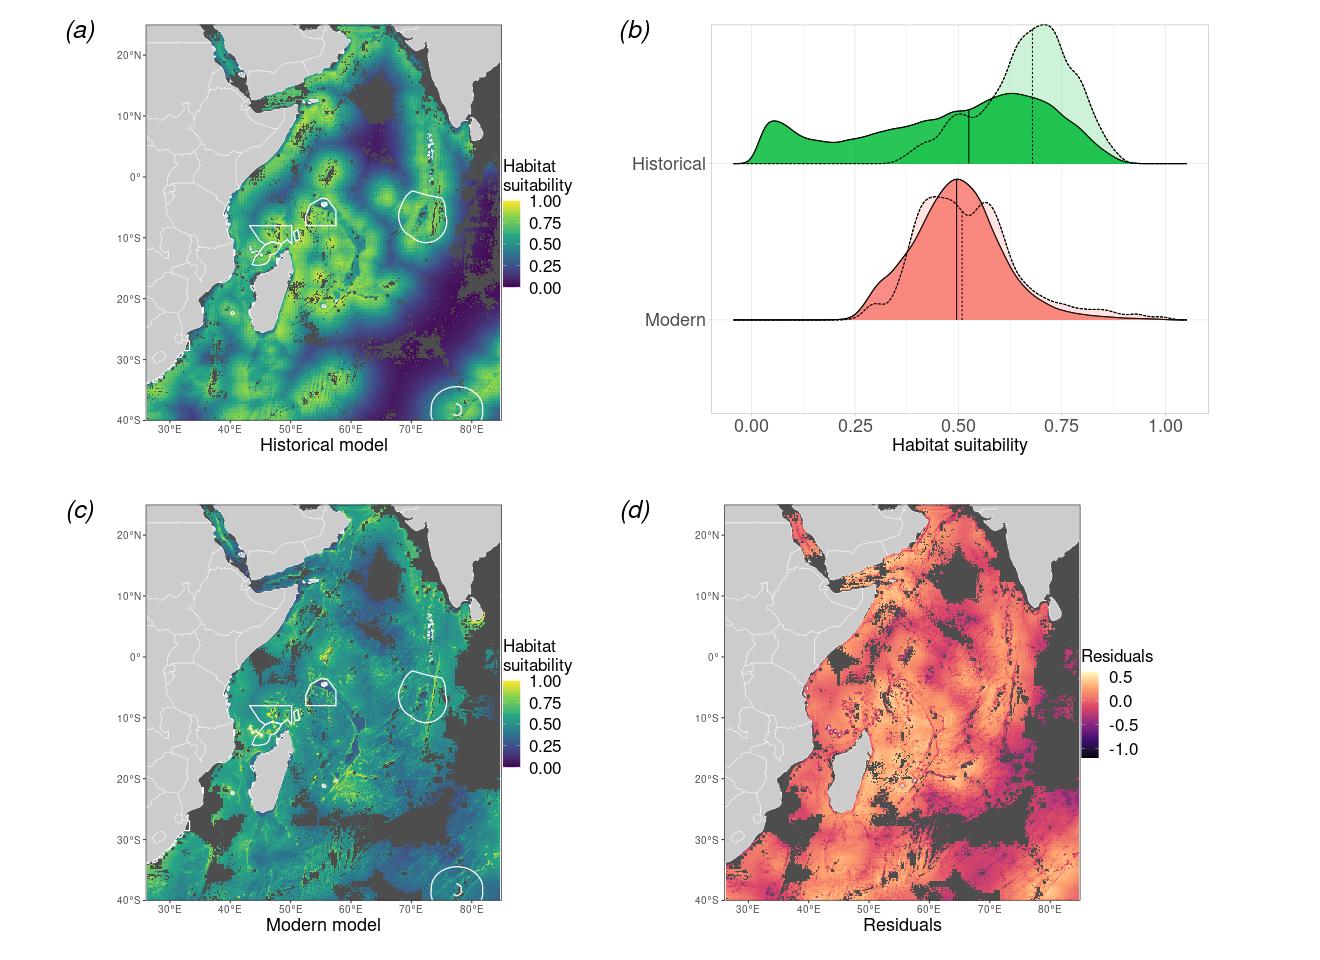 (a)
20°N
10°N
0°
10°S
20°S
30°S
40°S
30°E 40°E 50°E 60°E 70°E 80°E
Historical model
Habitat
suitability
1.00
0.75
0.50
0.25
0.00
(b)
Historical
Modern
0.00 0.25 0.50 0.75 1.00
Habitat suitability
(c)
20°N
10°N
0°
10°S
20°S
30°S
40°S
30°E 40°E 50°E 60°E 70°E 80°E
Modern model
Habitat
suitability
1.00
0.75
0.50
0.25
0.00
(d)
20°N
10°N
0°
10°S
20°S
30°S
40°S
30°E 40°E 50°E 60°E 70°E 80°E
Residuals
Residuals
0.5
0.0
-0.5
-1.0